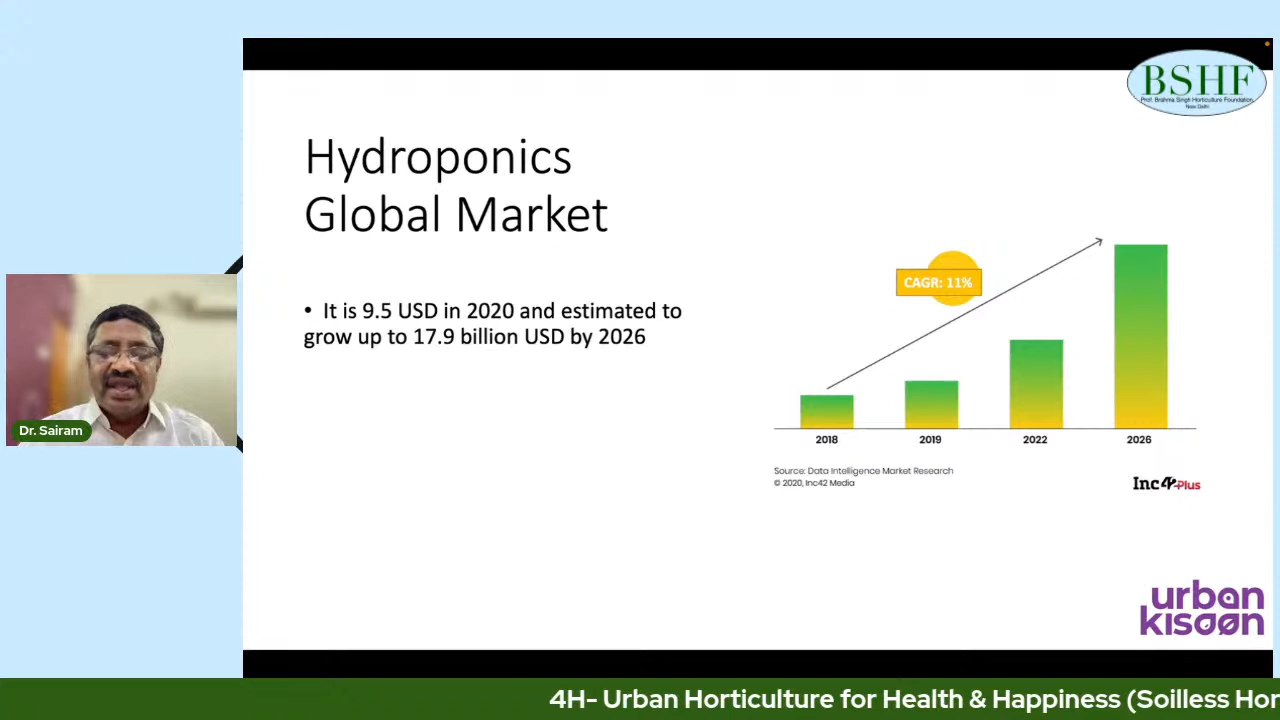 BSHF
Prof. Brahma Singh Horticulture Foundation
New Delhi
Hydroponics
Global Market
• It is 9.5 USD in 2020 and estimated to
grow up to 17.9 billion USD by 2026
CAGR: 11%
2018 2019 2022 2026
Source: Data Intelligence Market Research
© 2020, Inc42 Media
Inc42 Plus
Dr. Sairam
urban
kisaan
4H- Urban Horticulture for Health & Happiness (Soilless Hor